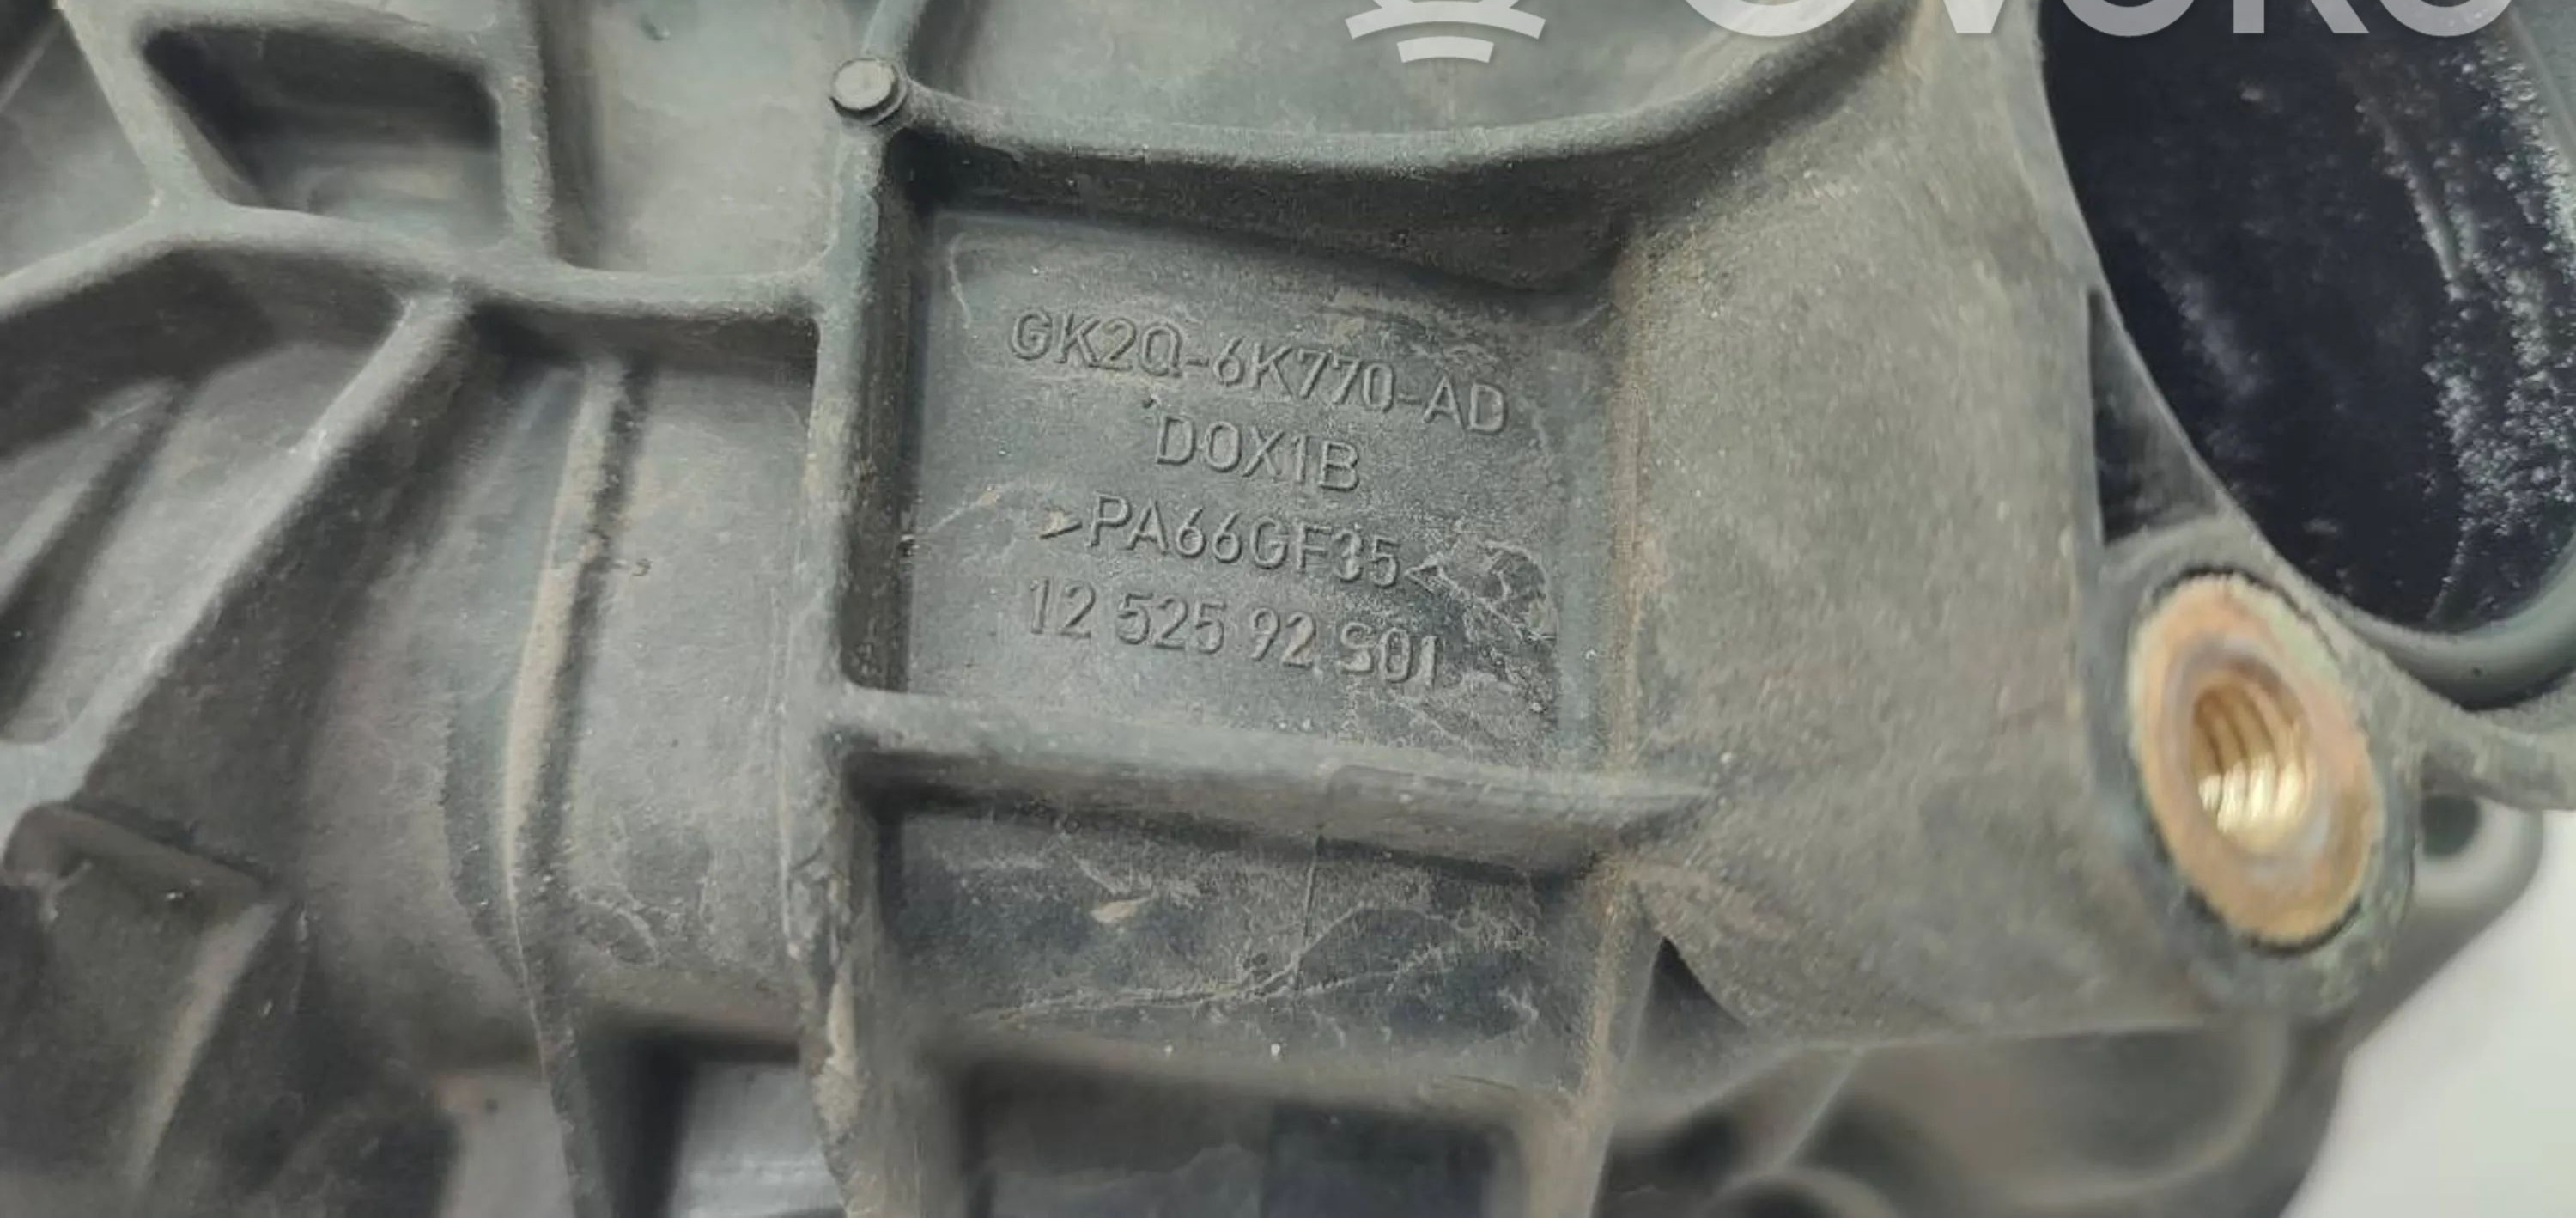 GK2Q-6K770-AD
DOX1B
>PA66GF35<
12 525 92 S01